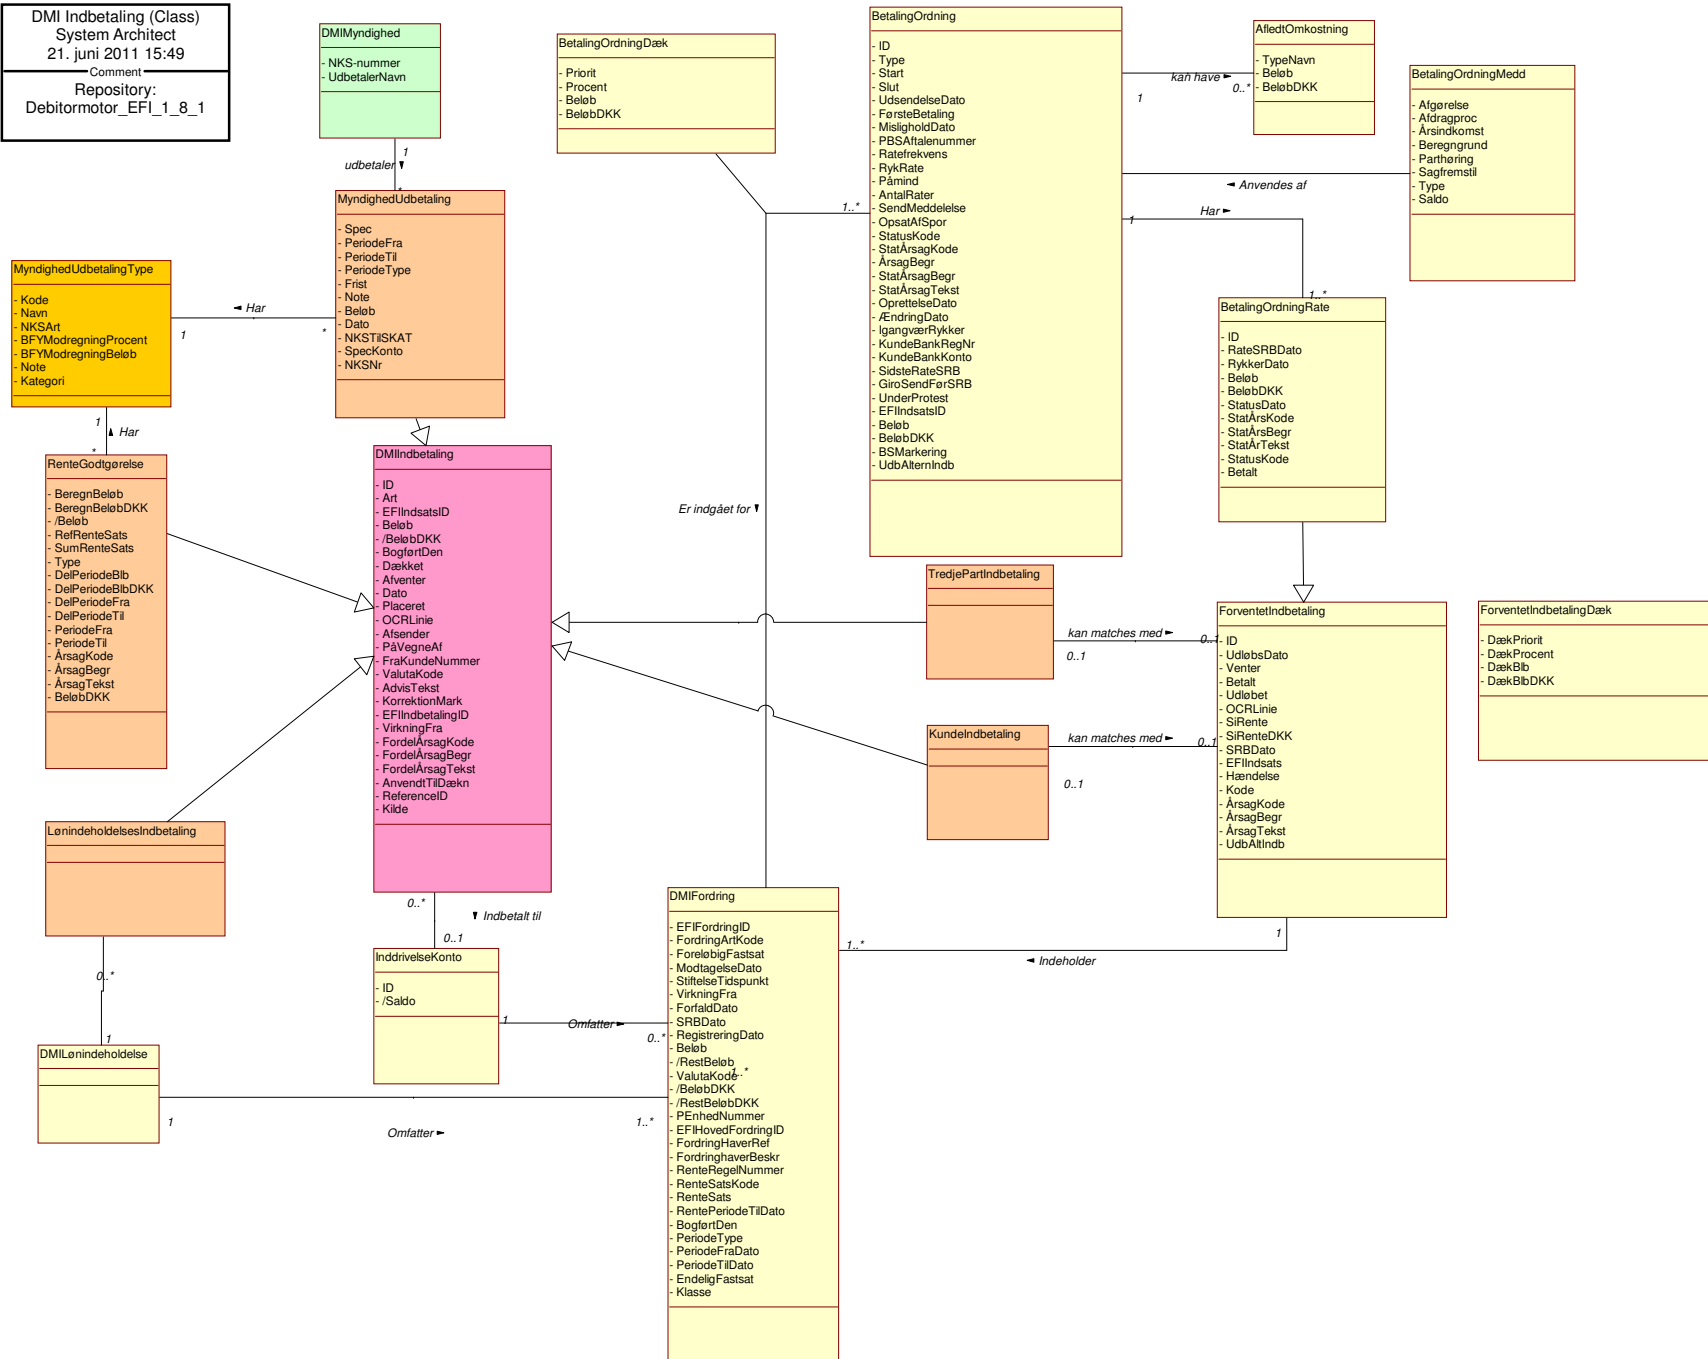 DMI Indbetaling (Class)
System Architect
21. juni 2011 15:49
Comment
Repository:
Debitormotor_EFI_1_8_1
DMIMyndighed
- NKS-nummer
- UdbetalerNavn
1
udbetaler
*
MyndighedUdbetaling
- Spec
- PeriodeFra
- PeriodeTil
- PeriodeType
- Frist
- Note
- Beløb
- Dato
- NKSTilSKAT
- SpecKonto
- NKSNr
Har
1
*
MyndighedUdbetalingType
- Kode
- Navn
- NKSArt
- BFYModregningProcent
- BFYModregningBeløb
- Note
- Kategori
1
Har
*
RenteGodtgørelse
- BeregnBeløb
- BeregnBeløbDKK
- /Beløb
- RefRenteSats
- SumRenteSats
- Type
- DelPeriodeBlb
- DelPeriodeBlbDKK
- DelPeriodeFra
- DelPeriodeTil
- PeriodeFra
- PeriodeTil
- ÅrsagKode
- ÅrsagBegr
- ÅrsagTekst
- BeløbDKK
LønindeholdelsesIndbetaling
0..*
1
DMILønindeholdelse
1
Omfatter
1..*
DMIIndbetaling
- ID
- Art
- EFIIndsatsID
- Beløb
- /BeløbDKK
- BogførtDen
- Dækket
- Afventer
- Dato
- Placeret
- OCRLinie
- Afsender
- PåVegneAf
- FraKundeNummer
- ValutaKode
- AdvisTekst
- KorrektionMark
- EFIIndbetalingID
- VirkningFra
- FordelÅrsagKode
- FordelÅrsagBegr
- FordelÅrsagTekst
- AnvendtTilDækn
- ReferenceID
- Kilde
0..*
Indbetalt til
0..1
InddrivelseKonto
- ID
- /Saldo
1
Omfatter
0..*
BetalingOrdningDæk
- Priorit
- Procent
- Beløb
- BeløbDKK
1..*
Er indgået for
1..*
BetalingOrdning
- ID
- Type
- Start
- Slut
- UdsendelseDato
- FørsteBetaling
- MisligholdDato
- PBSAftalenummer
- Ratefrekvens
- RykRate
- Påmind
- AntalRater
- SendMeddelelse
- OpsatAfSpor
- StatusKode
- StatÅrsagKode
- ÅrsagBegr
- StatÅrsagBegr
- StatÅrsagTekst
- OprettelseDato
- ÆndringDato
- IgangværRykker
- KundeBankRegNr
- KundeBankKonto
- SidsteRateSRB
- GiroSendFørSRB
- UnderProtest
- EFIIndsatsID
- Beløb
- BeløbDKK
- BSMarkering
- UdbAlternIndb
kan have
1
0..*
AfledtOmkostning
- TypeNavn
- Beløb
- BeløbDKK
BetalingOrdningMedd
- Afgørelse
- Afdragproc
- Årsindkomst
- Beregngrund
- Parthøring
- Sagfremstil
- Type
- Saldo
Anvendes af
Har
1
1..*
BetalingOrdningRate
- ID
- RateSRBDato
- RykkerDato
- Beløb
- BeløbDKK
- StatusDato
- StatÅrsKode
- StatÅrsBegr
- StatÅrTekst
- StatusKode
- Betalt
TredjePartIndbetaling
kan matches med
0..1
0..1
KundeIndbetaling
kan matches med
0..1
0..1
ForventetIndbetaling
- ID
- UdløbsDato
- Venter
- Betalt
- Udløbet
- OCRLinie
- SiRente
- SiRenteDKK
- SRBDato
- EFIIndsats
- Hændelse
- Kode
- ÅrsagKode
- ÅrsagBegr
- ÅrsagTekst
- UdbAltIndb
1
Indeholder
1..*
ForventetIndbetalingDæk
- DækPriorit
- DækProcent
- DækBlb
- DækBlbDKK
DMIFordring
- EFIFordringID
- FordringArtKode
- ForeløbigFastsat
- ModtagelseDato
- StiftelseTidspunkt
- VirkningFra
- ForfaldDato
- SRBDato
- RegistreringDato
- Beløb
- /RestBeløb
- ValutaKode
- /BeløbDKK
- /RestBeløbDKK
- PEnhedNummer
- EFIHovedFordringID
- FordringHaverRef
- FordringhaverBeskr
- RenteRegelNummer
- RenteSatsKode
- RenteSats
- RentePeriodeTilDato
- BogførtDen
- PeriodeType
- PeriodeFraDato
- PeriodeTilDato
- EndeligFastsat
- Klasse